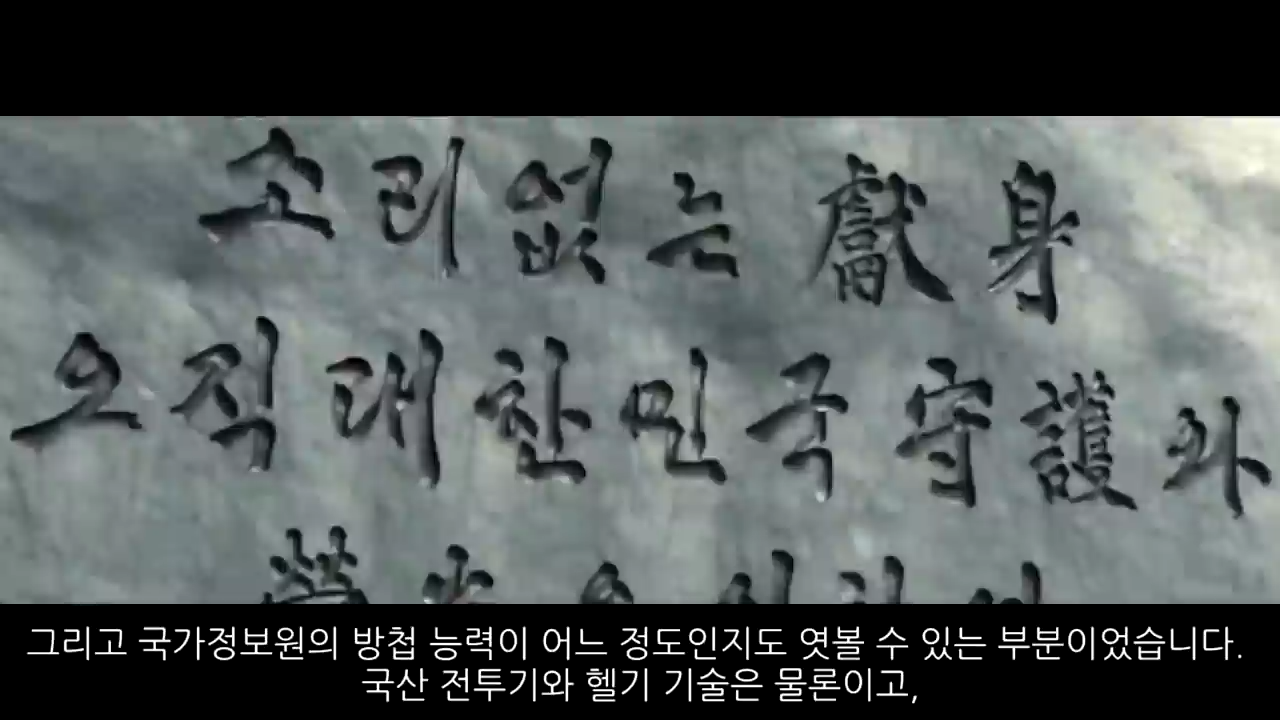 소리없는 獻身
오직 대한민국 守護와
그리고 국가정보원의 방첩 능력이 어느 정도인지도 엿볼 수 있는 부분이었습니다.
국산 전투기와 헬기 기술은 물론이고,